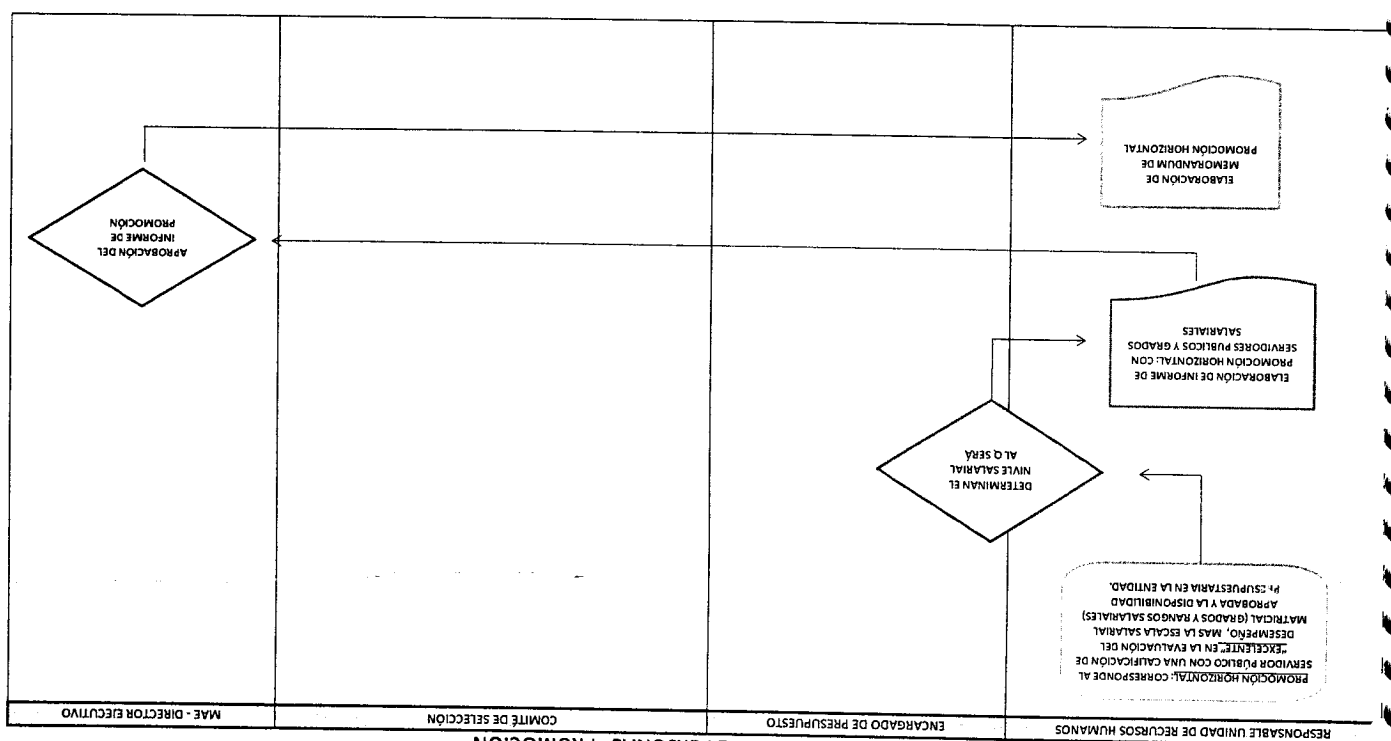 PROMOCIÓN
RESPONSABLE UNIDAD DE RECURSOS HUMANOS
ENCARGADO DE PRESUPUESTO
COMITÉ DE SELECCIÓN
MAE - DIRECTOR EJECUTIVO
PROMOCIÓN HORIZONTAL: CORRESPONDE AL
SERVIDOR PÚBLICO CON UNA CALIFICACIÓN DE
"EXCELENTE" EN LA EVALUACIÓN DEL
DESEMPEÑO, MAS LA ESCALA SALARIAL
MATRICIAL (GRADOS Y RANGOS SALARIALES)
APROBADA Y LA DISPONIBILIDAD
PRESUPUESTARIA EN LA ENTIDAD.
DETERMINAN EL
NIVLE SALARIAL
AL Q SERÁ
ELABORACIÓN DE INFORME DE
PROMOCIÓN HORIZONTAL: CON
SERVIDORES PUBLICOS Y GRADOS
SALARIALES
APROBACIÓN DEL
INFORME DE
PROMOCIÓN
ELABORACIÓN DE
MEMORANDUM DE
PROMOCIÓN HORIZONTAL